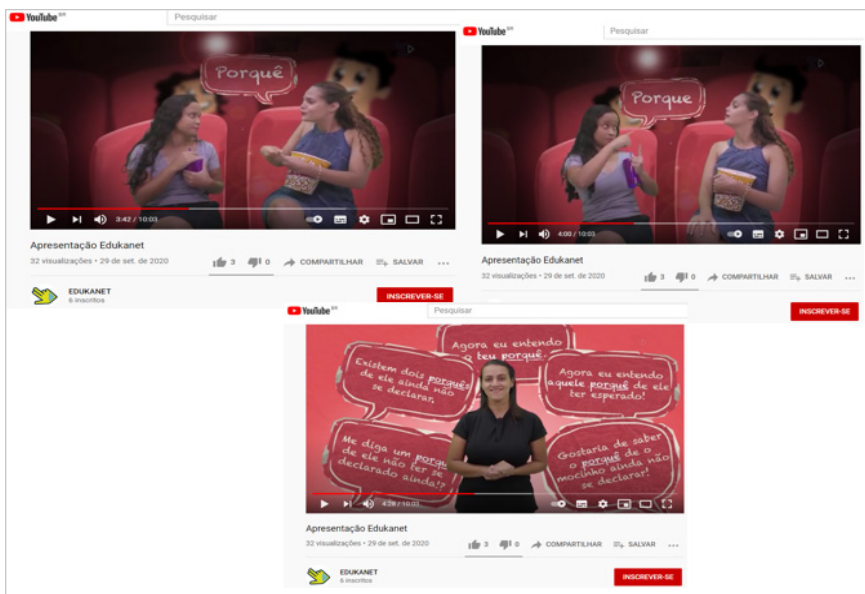 YouTube BR
Pesquisar
Porquê
3:42 / 10:03
Apresentação Edukanet
32 visualizações • 29 de set. de 2020
3
0
COMPARTILHAR
SALVAR
EDUKANET
6 inscritos
INSCREVER-SE
YouTube BR
Pesquisar
Porque
4:00 / 10:03
Apresentação Edukanet
32 visualizações • 29 de set. de 2020
3
0
COMPARTILHAR
SALVAR
INSCREVER-SE
YouTube BR
Pesquisar
Agora eu entendo
o teu porquê.
Existem dois porquês
de ele ainda não
se declarar.
Agora eu entendo
aquele porquê de ele
ter esperado!
Me diga um porqu
de ele não ter se
declarado ainda!?
Gostaria de saber
o porquê de o
mocinho ainda não
se declarar!
4:28 / 10:03
Apresentação Edukanet
32 visualizações • 29 de set. de 2020
3
0
COMPARTILHAR
SALVAR
EDUKANET
6 inscritos
INSCREVER-SE